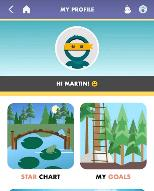 MY PROFILE
HI MARTIN! 😃
STAR CHART
MY GOALS